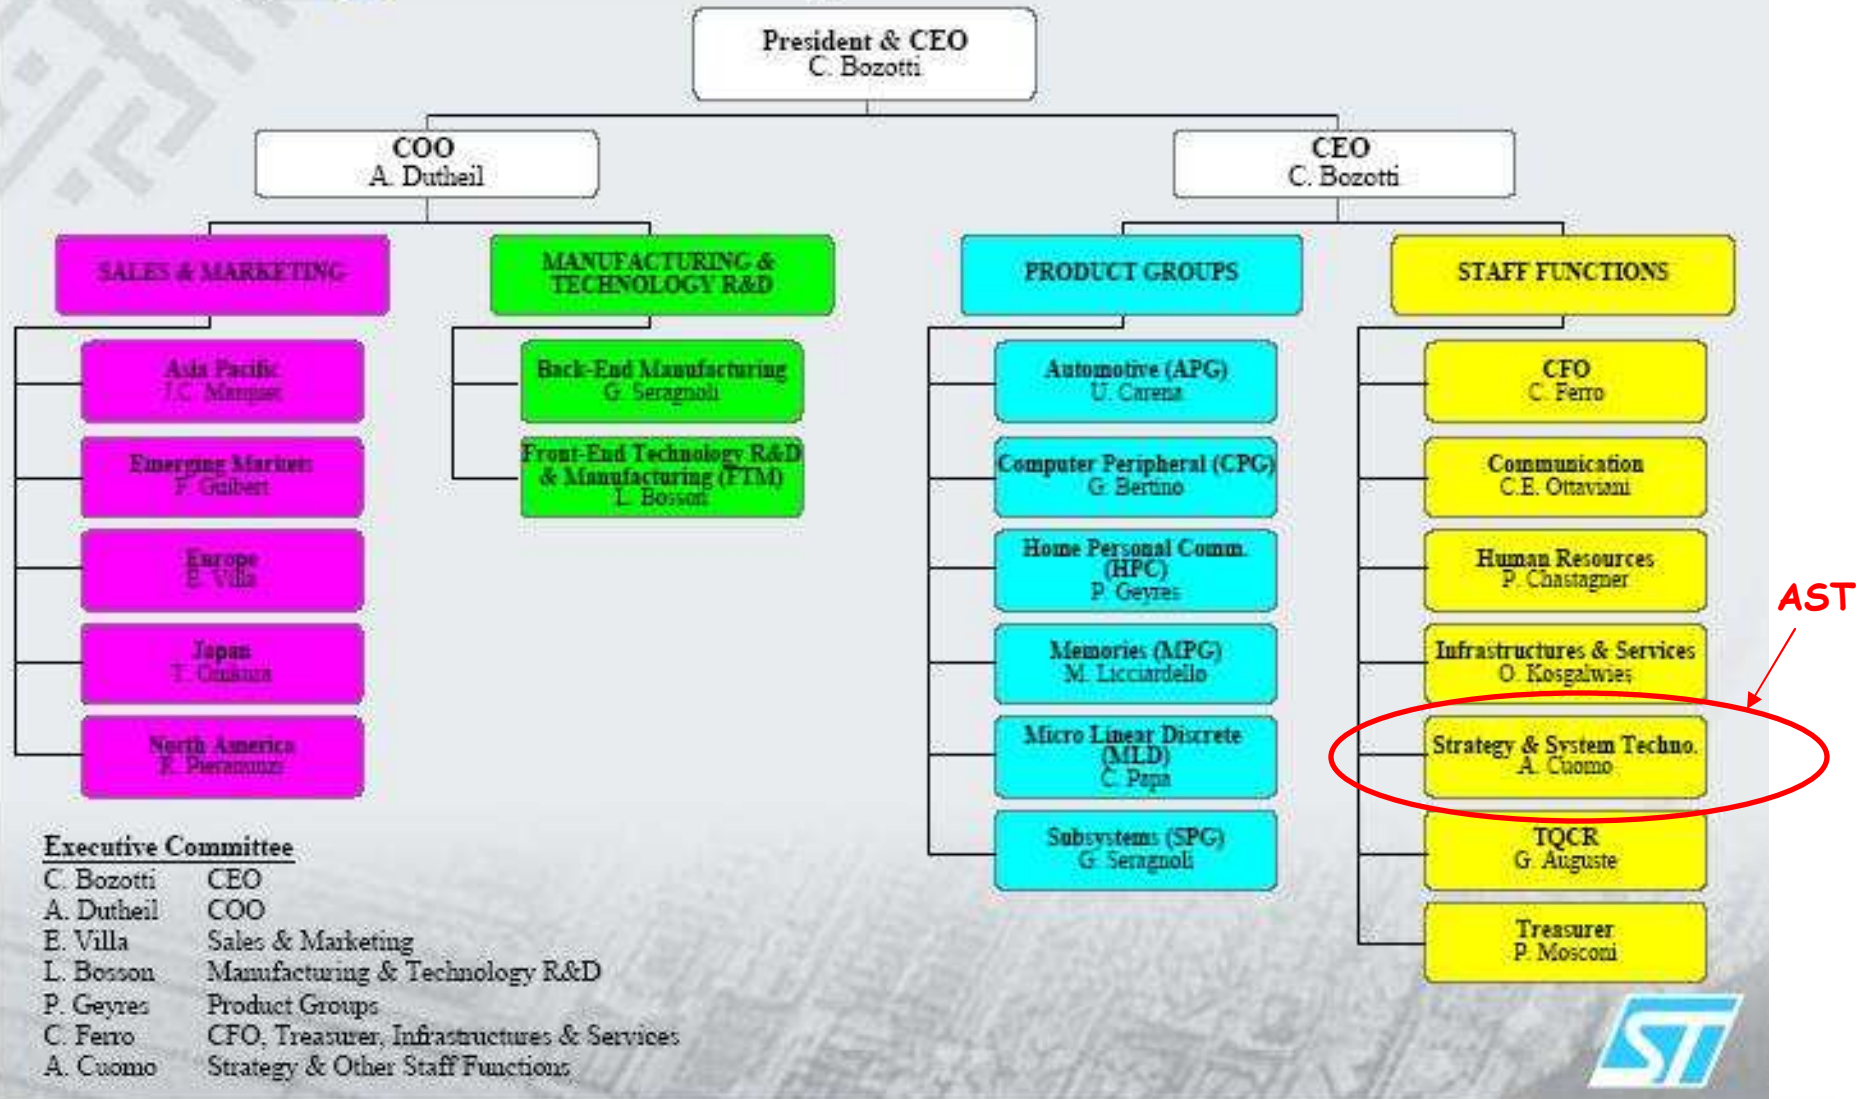 President & CEO
C. Bozotti
COO
A. Dutheil
CEO
C. Bozotti
SALES & MARKETING
MANUFACTURING &
TECHNOLOGY R&D
PRODUCT GROUPS
STAFF FUNCTIONS
Asia Pacific
J.C. Marquet
Emerging Markets
F. Guibert
Europe
E. Villa
Japan
North America
R. Pieranunzi
Back-End Manufacturing
G. Seragnoli
Front-End Technology R&D
& Manufacturing (FTM)
L. Bosson
Automotive (APG)
U. Carena
Computer Peripheral (CPG)
G. Bertino
Home Personal Comm.
(HPC)
P. Geyres
Memories (MPG)
M. Licciardello
Micro Linear Discrete
(MLD)
C. Papa
Subsystems (SPG)
G. Seragnoli
CFO
C. Ferro
Communication
C.E. Ottaviani
Human Resources
P. Chastagner
Infrastructures & Services
O. Kosgalwies
Strategy & System Techno.
A. Cuomo
TQCR
G. Auguste
Treasurer
P. Mosconi
AST
Executive Committee
C. Bozotti CEO
A. Dutheil COO
E. Villa Sales & Marketing
L. Bosson Manufacturing & Technology R&D
P. Geyres Product Groups
C. Ferro CFO, Treasurer, Infrastructures & Services
A. Cuomo Strategy & Other Staff Functions
ST